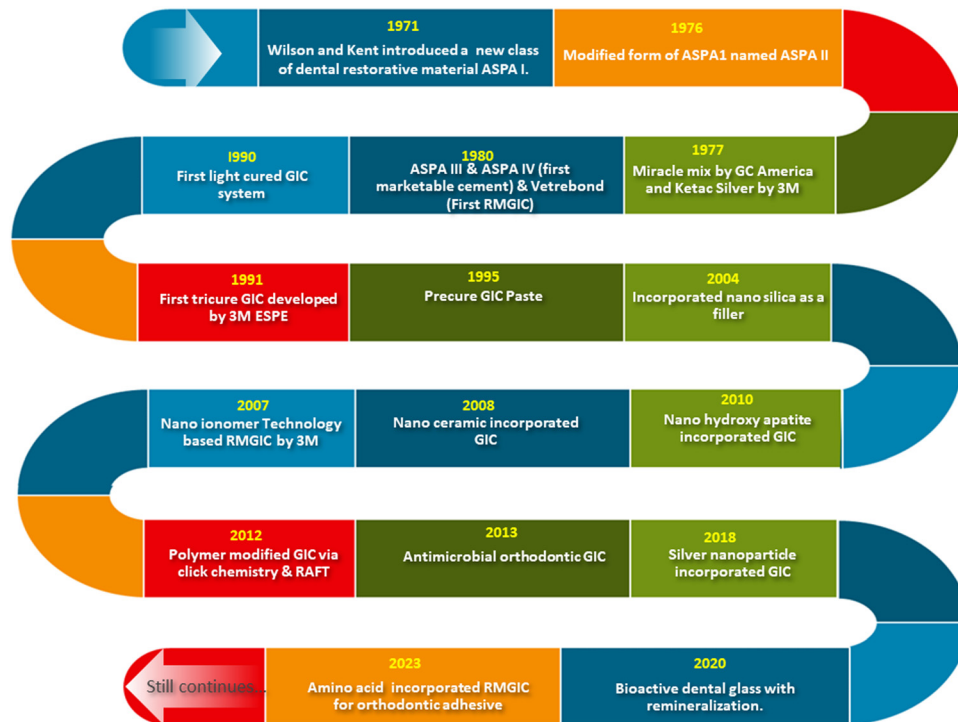 1971
Wilson and Kent introduced a new class
of dental restorative material ASPA I.
1976
Modified form of ASPA1 named ASPA II
1977
Miracle mix by GC America
and Ketac Silver by 3M
1980
ASPA III & ASPA IV (first
marketable cement) & Vetrebond
(First RMGIC)
I990
First light cured GIC
system
1991
First tricure GIC developed
by 3M ESPE
1995
Precure GIC Paste
2004
Incorporated nano silica as a
filler
2010
Nano hydroxy apatite
incorporated GIC
2008
Nano ceramic incorporated
GIC
2007
Nano ionomer Technology
based RMGIC by 3M
2012
Polymer modified GIC via
click chemistry & RAFT
2013
Antimicrobial orthodontic GIC
2018
Silver nanoparticle
incorporated GIC
2020
Bioactive dental glass with
remineralization.
2023
Amino acid incorporated RMGIC
for orthodontic adhesive
Still continues...